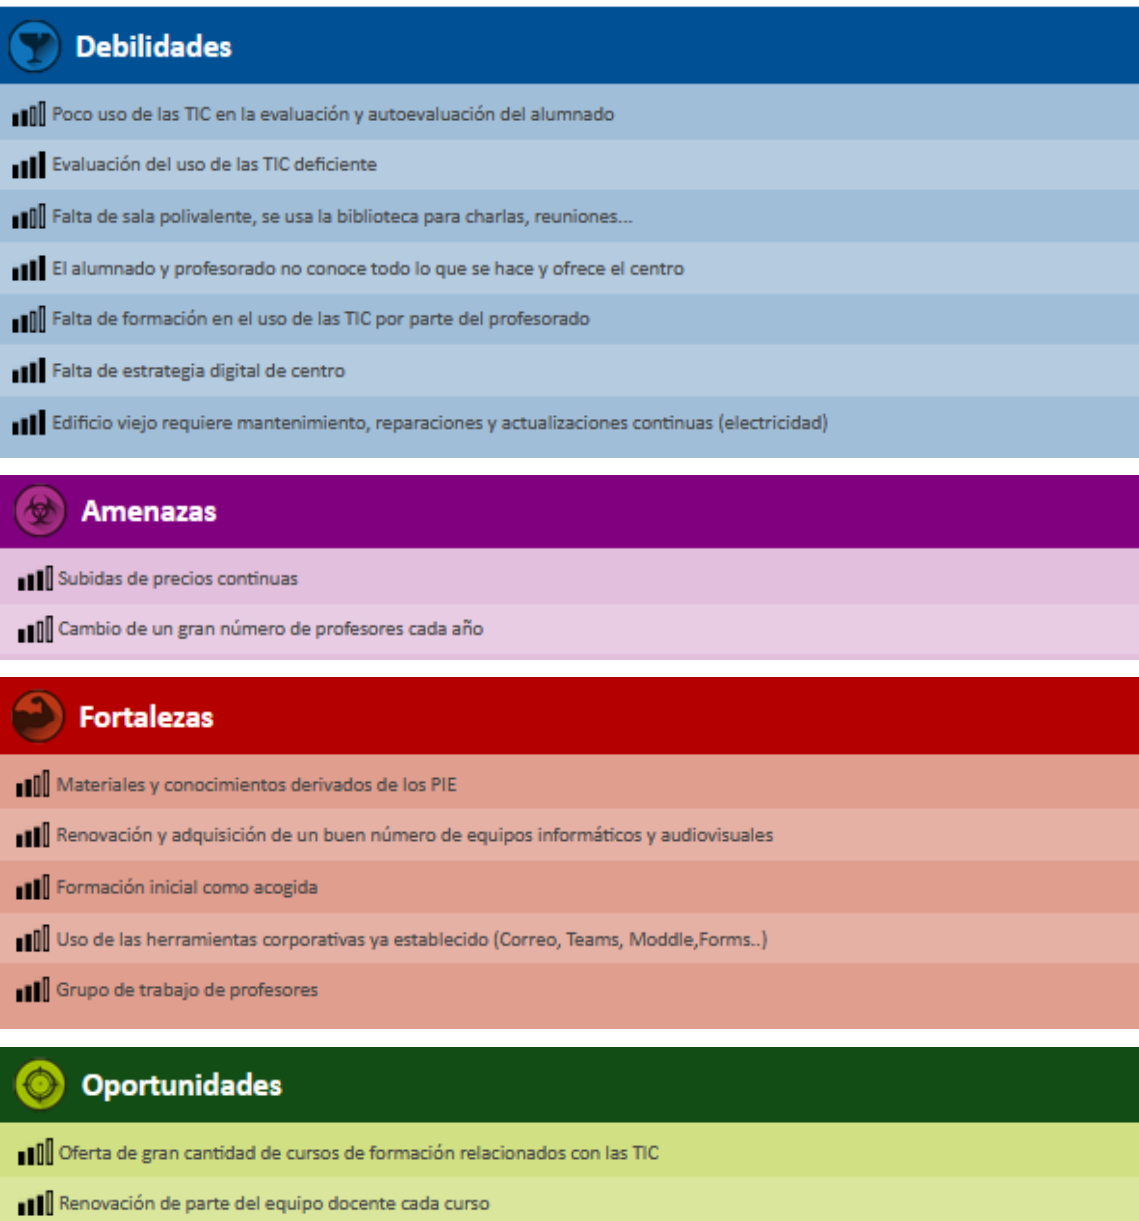 Debilidades
Poco uso de las TIC en la evaluación y autoevaluación del alumnado
Evaluación del uso de las TIC deficiente
Falta de sala polivalente, se usa la biblioteca para charlas, reuniones...
El alumnado y profesorado no conoce todo lo que se hace y ofrece el centro
Falta de formación en el uso de las TIC por parte del profesorado
Falta de estrategia digital de centro
Edificio viejo requiere mantenimiento, reparaciones y actualizaciones continuas (electricidad)
Amenazas
Subidas de precios continuas
Cambio de un gran número de profesores cada año
Fortalezas
Materiales y conocimientos derivados de los PIE
Renovación y adquisición de un buen número de equipos informáticos y audiovisuales
Formación inicial como acogida
Uso de las herramientas corporativas ya establecido (Correo, Teams, Moddle,Forms..)
Grupo de trabajo de profesores
Oportunidades
Oferta de gran cantidad de cursos de formación relacionados con las TIC
Renovación de parte del equipo docente cada curso